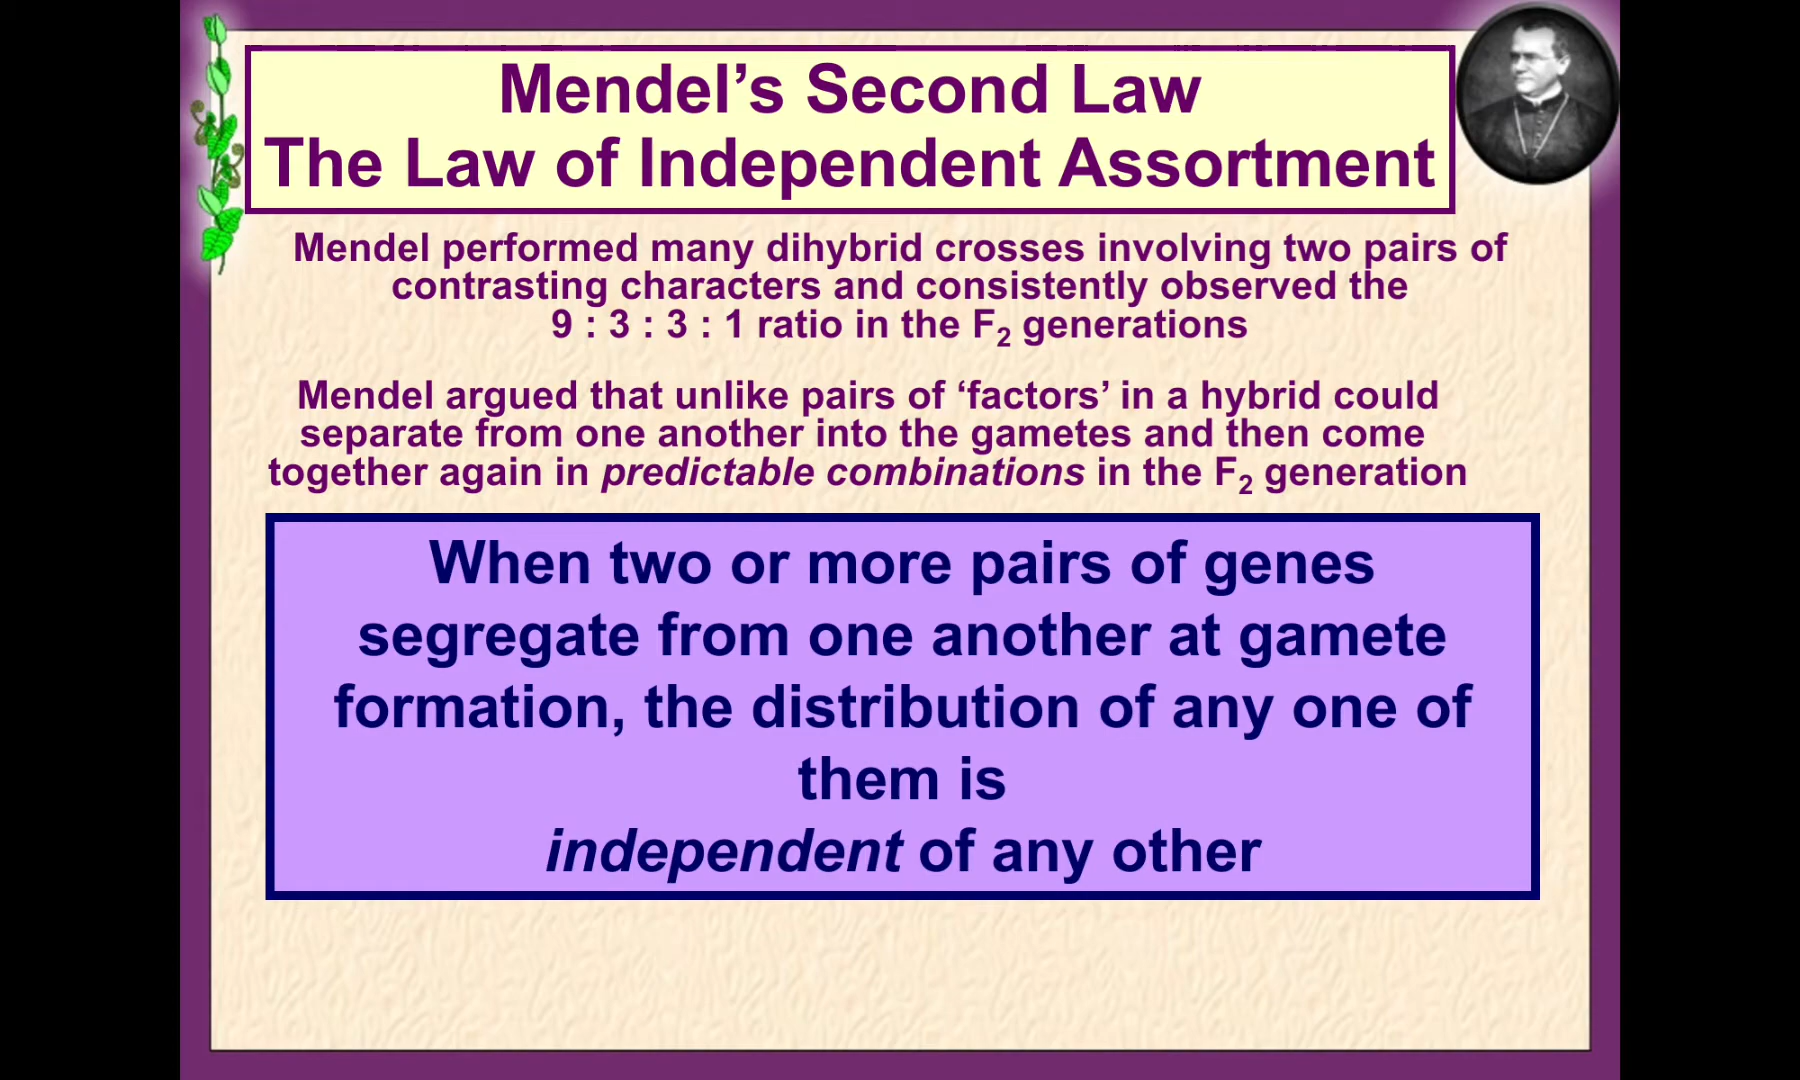 Mendel’s Second Law
The Law of Independent Assortment
Mendel performed many dihybrid crosses involving two pairs of
contrasting characters and consistently observed the
9 : 3 : 3 : 1 ratio in the F2 generations
Mendel argued that unlike pairs of ‘factors’ in a hybrid could
separate from one another into the gametes and then come
together again in predictable combinations in the F2 generation
When two or more pairs of genes
segregate from one another at gamete
formation, the distribution of any one of
them is
independent of any other